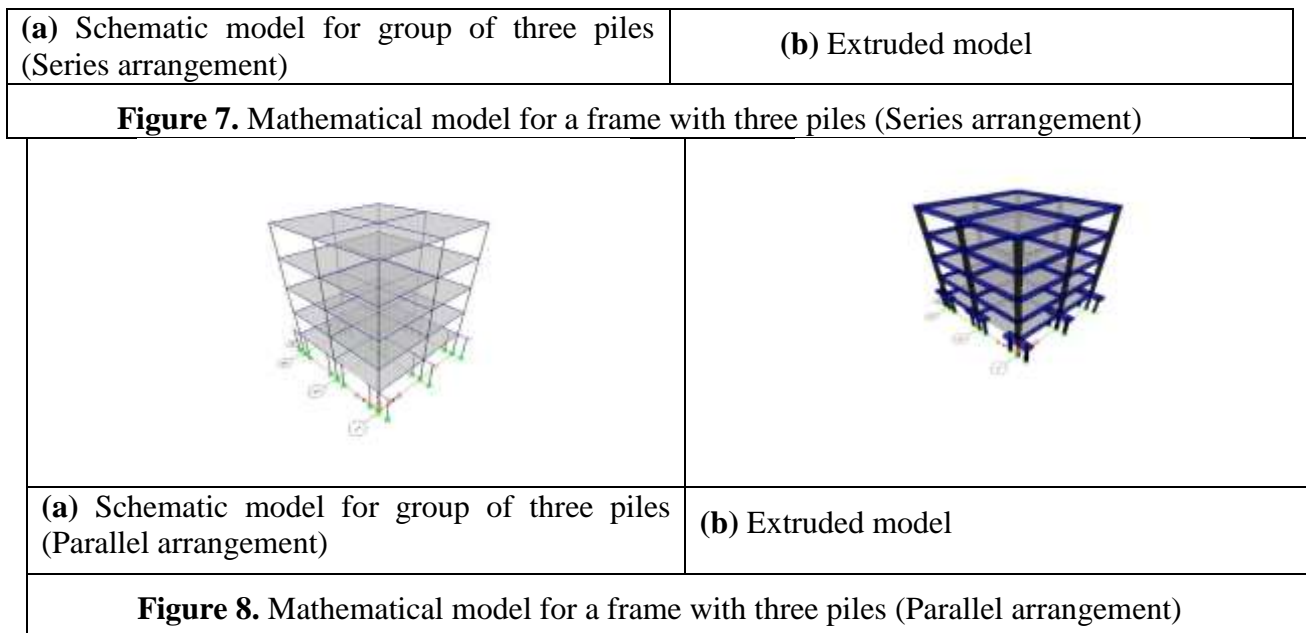 (a) Schematic model for group of three piles
(Series arrangement)
(b) Extruded model
Figure 7. Mathematical model for a frame with three piles (Series arrangement)
(a) Schematic model for group of three piles
(Parallel arrangement)
(b) Extruded model
Figure 8. Mathematical model for a frame with three piles (Parallel arrangement)